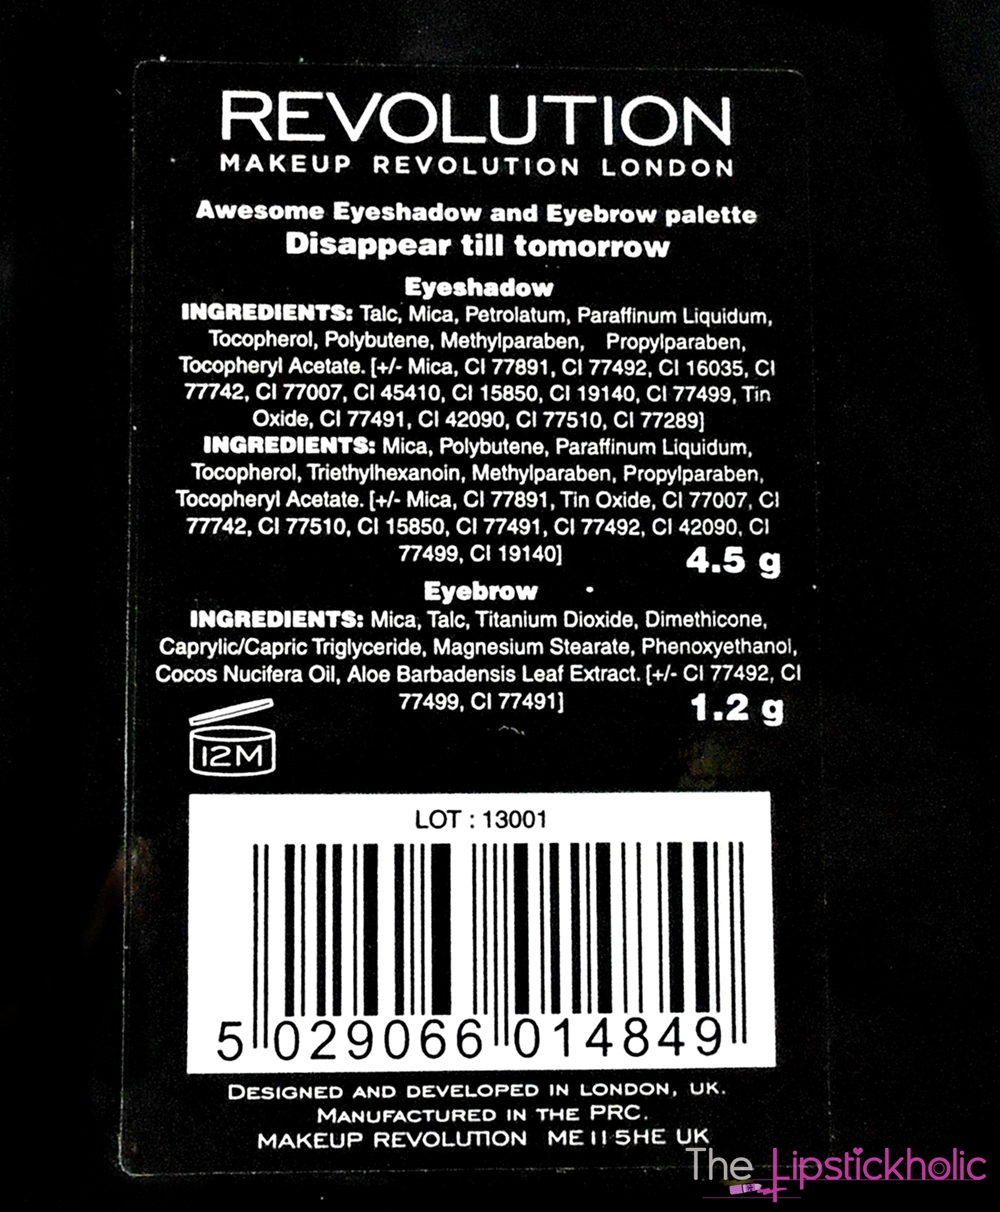 REVOLUTION
MAKEUP REVOLUTION LONDON
Awesome Eyeshadow and Eyebrow palette
Disappear till tomorrow
Eyeshadow
INGREDIENTS: Talc, Mica, Petrolatum, Paraffinum Liquidum,
Tocopherol, Polybutene, Methylparaben, Propylparaben,
Tocopheryl Acetate. [+/- Mica, CI 77891, CI 77492, CI 16035, CI
77742, CI 77007, CI 45410, CI 15850, CI 19140, CI 77499, Tin
Oxide, CI 77491, CI 42090, CI 77510, CI 77289]
INGREDIENTS: Mica, Polybutene, Paraffinum Liquidum,
Tocopherol, Triethylhexanoin, Methylparaben, Propylparaben,
Tocopheryl Acetate. [+/- Mica, CI 77891, Tin Oxide, CI 77007, CI
77742, CI 77510, CI 15850, CI 77491, CI 77492, CI 42090, CI
77499, CI 19140] 4.5 g
Eyebrow
INGREDIENTS: Mica, Talc, Titanium Dioxide, Dimethicone,
Caprylic/Capric Triglyceride, Magnesium Stearate, Phenoxyethanol,
Cocos Nucifera Oil, Aloe Barbadensis Leaf Extract. [+/- CI 77492, CI
77499, CI 77491] 1.2 g
12M
LOT : 13001
5 029066 014849
DESIGNED AND DEVELOPED IN LONDON, UK.
MANUFACTURED IN THE PRC.
MAKEUP REVOLUTION ME11 5HE UK
The Lipstickholic